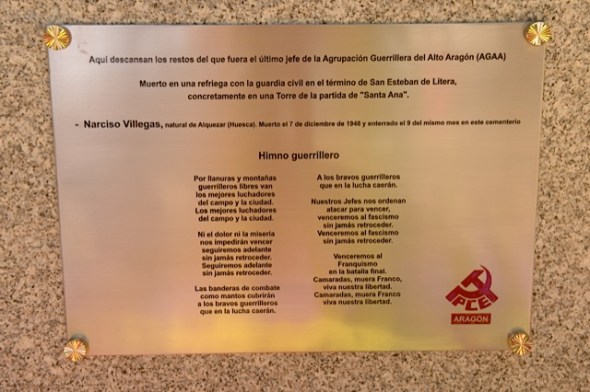 Aquí descansan los restos del que fuera el último jefe de la Agrupación Guerrillera del Alto Aragón (AGAA)
Muerto en una refriega con la guardia civil en el término de San Esteban de Litera,
concretamente en una Torre de la partida de "Santa Ana".
- Narciso Villegas, natural de Alquezar (Huesca). Muerto el 7 de diciembre de 1948 y enterrado el 9 del mismo mes en este cementerio
Himno guerrillero
Por llanuras y montañas
guerrilleros libres van
los mejores luchadores
del campo y la ciudad.
Los mejores luchadores
del campo y la ciudad.
Ni el dolor ni la miseria
nos impedirán vencer
seguiremos adelante
sin jamás retroceder.
Seguiremos adelante
sin jamás retroceder.
Las banderas de combate
como mantos cubrirán
a los bravos guerrilleros
que en la lucha caerán.
A los bravos guerrilleros
que en la lucha caerán.
Nuestros Jefes nos ordenan
atacar para vencer,
venceremos al fascismo
sin jamás retroceder.
Venceremos al fascismo
sin jamás retroceder.
Venceremos al
Franquismo
en la batalla final.
Camaradas, muera Franco,
viva nuestra libertad.
Camaradas, muera Franco
viva nuestra libertad.
PCE
ARAGÓN